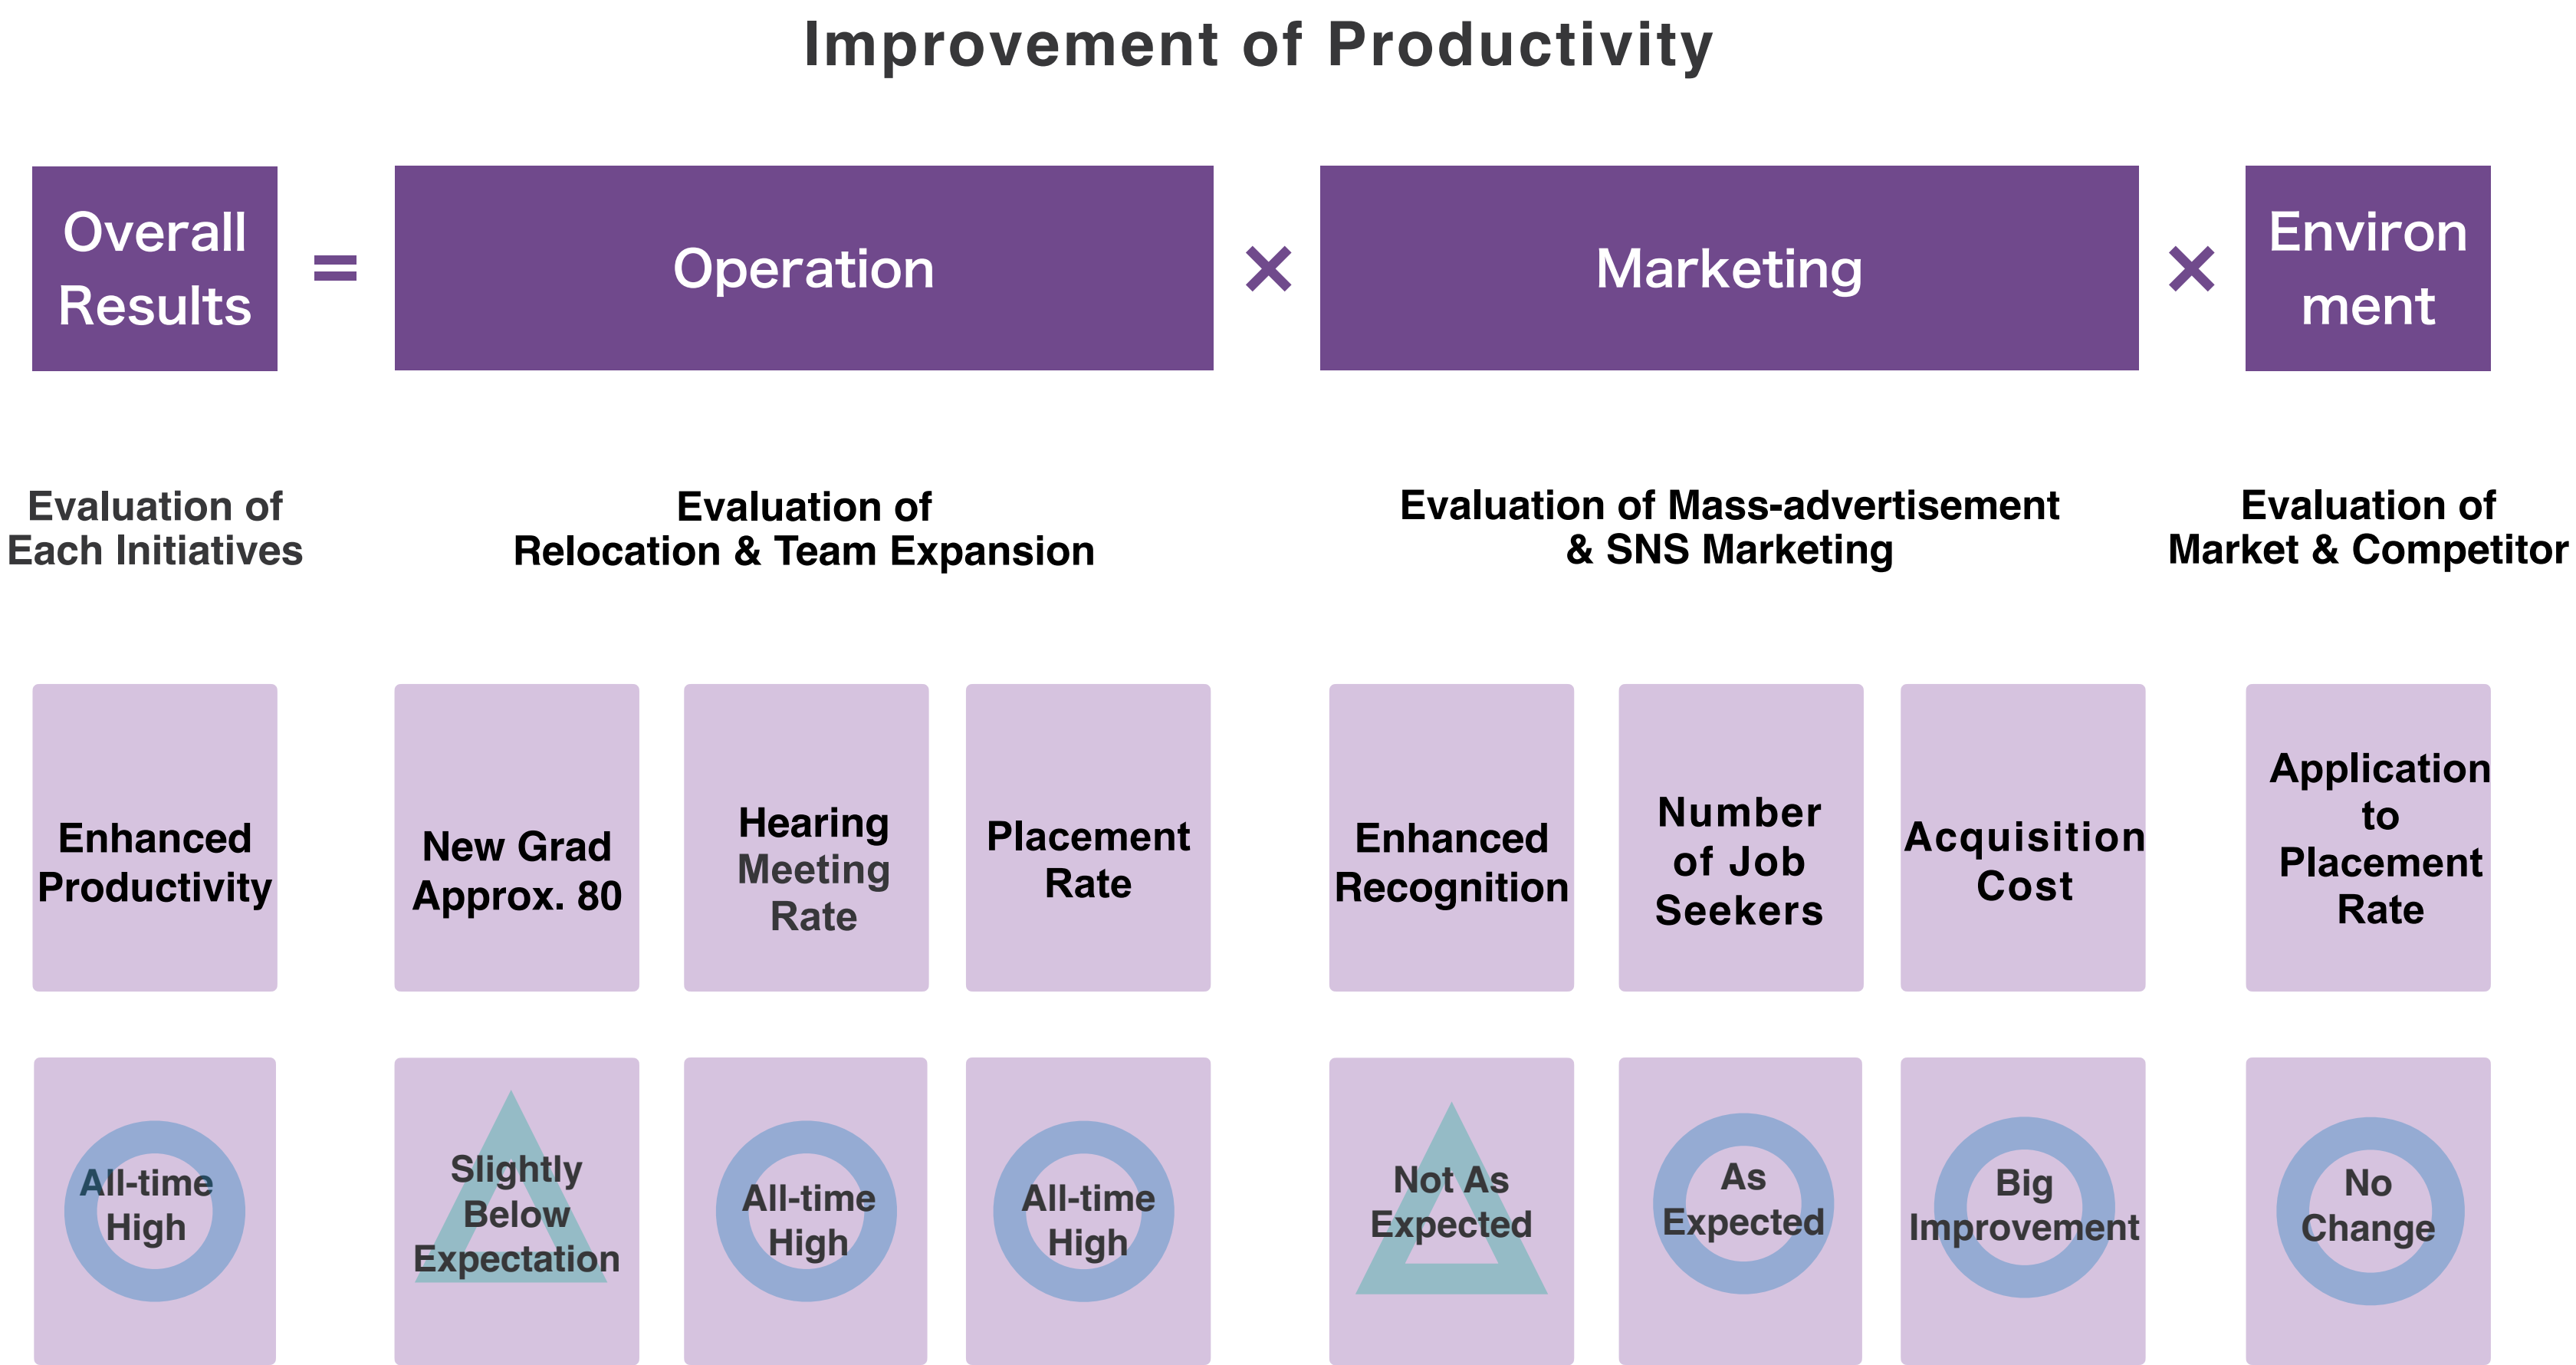 Improvement of Productivity
Overall
Results
=
Operation
×
Marketing
×
Environ
ment
Evaluation of
Each Initiatives
Evaluation of
Relocation & Team Expansion
Evaluation of Mass-advertisement
& SNS Marketing
Evaluation of
Market & Competitor
Enhanced
Productivity
New Grad
Approx. 80
Hearing
Meeting
Rate
Placement
Rate
Enhanced
Recognition
Number
of Job
Seekers
Acquisition
Cost
Application
to
Placement
Rate
All-time
High
Slightly
Below
Expectation
All-time
High
All-time
High
Not As
Expected
As
Expected
Big
Improvement
No
Change